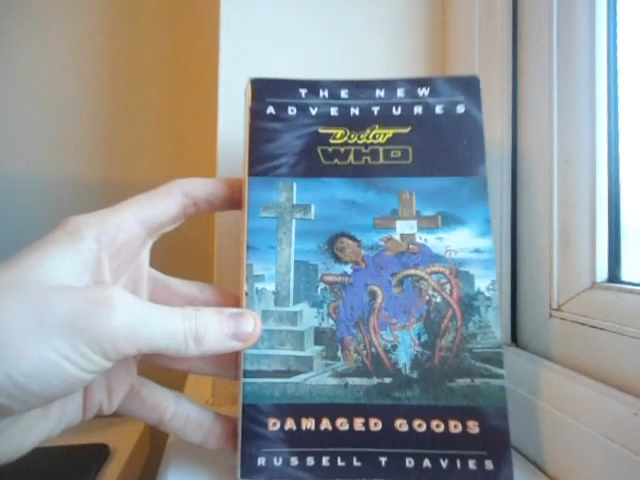 THE NEW
ADVENTURES
Doctor
WHO
DAMAGED GOODS
RUSSELL T DAVIES